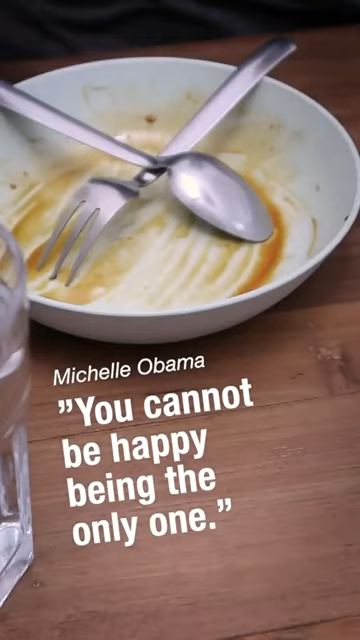 Michelle Obama
”You cannot
be happy
being the
only one.”